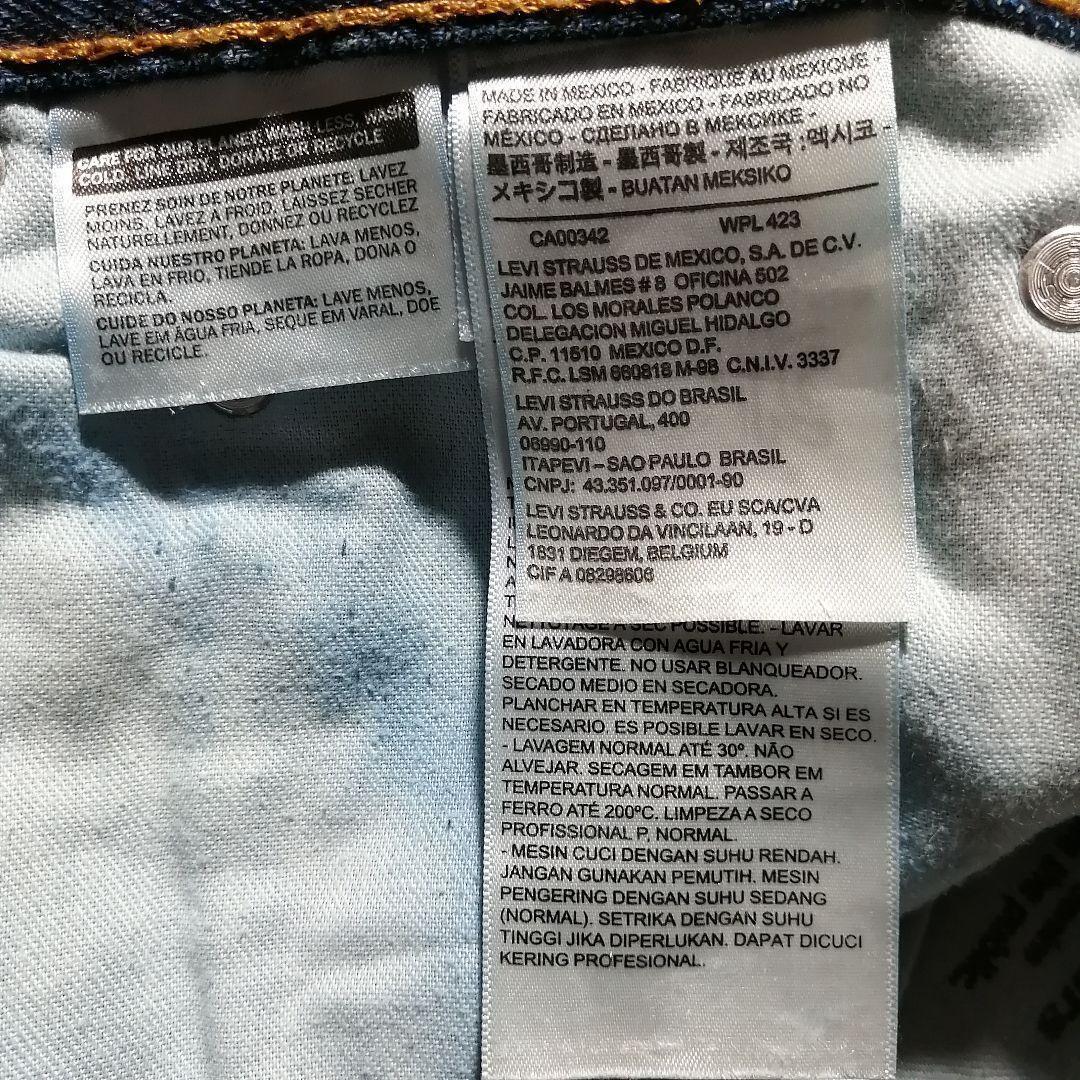 CARE FOR OUR PLANET: WASH LESS, WASH
COLD, LINE DRY, DONATE OR RECYCLE
PRENEZ SOIN DE NOTRE PLANETE: LAVEZ
MOINS, LAVEZ A FROID, LAISSEZ SECHER
NATURELLEMENT, DONNEZ OU RECYCLEZ
CUIDA NUESTRO PLANETA: LAVA MENOS,
LAVA EN FRIO, TIENDE LA ROPA, DONA O
RECICLA.
CUIDE DO NOSSO PLANETA: LAVE MENOS,
LAVE EM ÁGUA FRIA, SEQUE EM VARAL, DOE
OU RECICLE.
MADE IN MEXICO - FABRIQUE AU MEXIQUE -
FABRICADO EN MEXICO - FABRICADO NO
MÉXICO - СДЕЛАНО В МЕКСИКЕ -
墨西哥制造 - 墨西哥製 - 제조국 : 멕시코 -
メキシコ製 - BUATAN MEKSIKO
CA00342 WPL 423
LEVI STRAUSS DE MEXICO, S.A. DE C.V.
JAIME BALMES # 8 OFICINA 502
COL. LOS MORALES POLANCO
DELEGACION MIGUEL HIDALGO
C.P. 11510 MEXICO D.F.
R.F.C. LSM 660818 M-98 C.N.I.V. 3337
LEVI STRAUSS DO BRASIL
AV. PORTUGAL, 400
06990-110
ITAPEVI – SAO PAULO BRASIL
CNPJ: 43.351.097/0001-90
LEVI STRAUSS & CO. EU SCA/CVA
LEONARDO DA VINCILAAN, 19 - D
1831 DIEGEM, BELGIUM
CIF A 08298606
NETTOYAGE A SEC POSSIBLE. - LAVAR
EN LAVADORA CON AGUA FRIA Y
DETERGENTE. NO USAR BLANQUEADOR.
SECADO MEDIO EN SECADORA.
PLANCHAR EN TEMPERATURA ALTA SI ES
NECESARIO. ES POSIBLE LAVAR EN SECO.
- LAVAGEM NORMAL ATÉ 30º. NÃO
ALVEJAR. SECAGEM EM TAMBOR EM
TEMPERATURA NORMAL. PASSAR A
FERRO ATÉ 200ºC. LIMPEZA A SECO
PROFISSIONAL P, NORMAL.
- MESIN CUCI DENGAN SUHU RENDAH.
JANGAN GUNAKAN PEMUTIH. MESIN
PENGERING DENGAN SUHU SEDANG
(NORMAL). SETRIKA DENGAN SUHU
TINGGI JIKA DIPERLUKAN. DAPAT DICUCI
KERING PROFESIONAL.